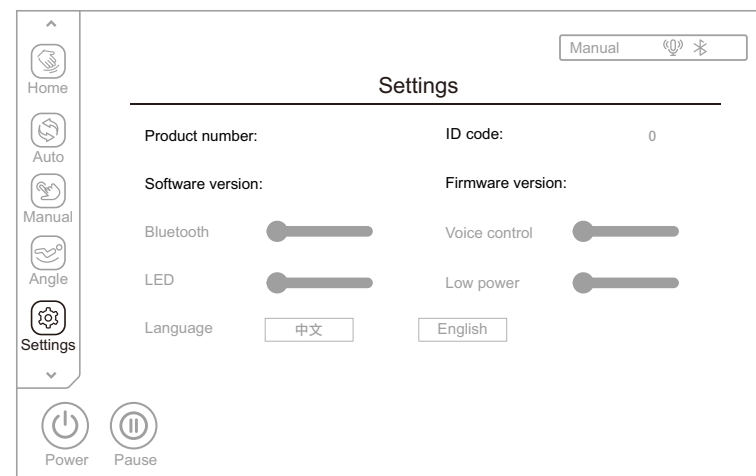 Manual
Home
Settings
Auto
Product number:
ID code:
0
Software version:
Firmware version:
Manual
Bluetooth
Voice control
Angle
LED
Low power
Settings
Language
中文
English
Power
Pause